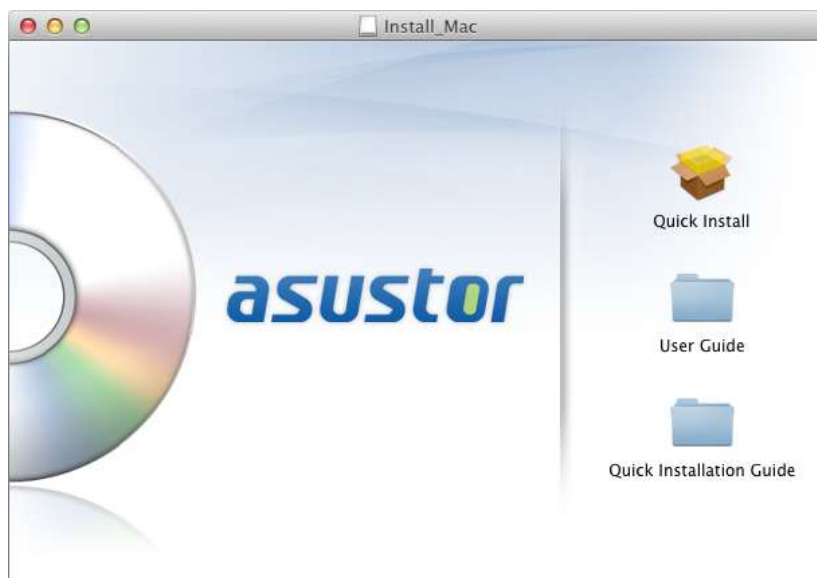 Install_Mac
asustor
Quick Install
User Guide
Quick Installation Guide